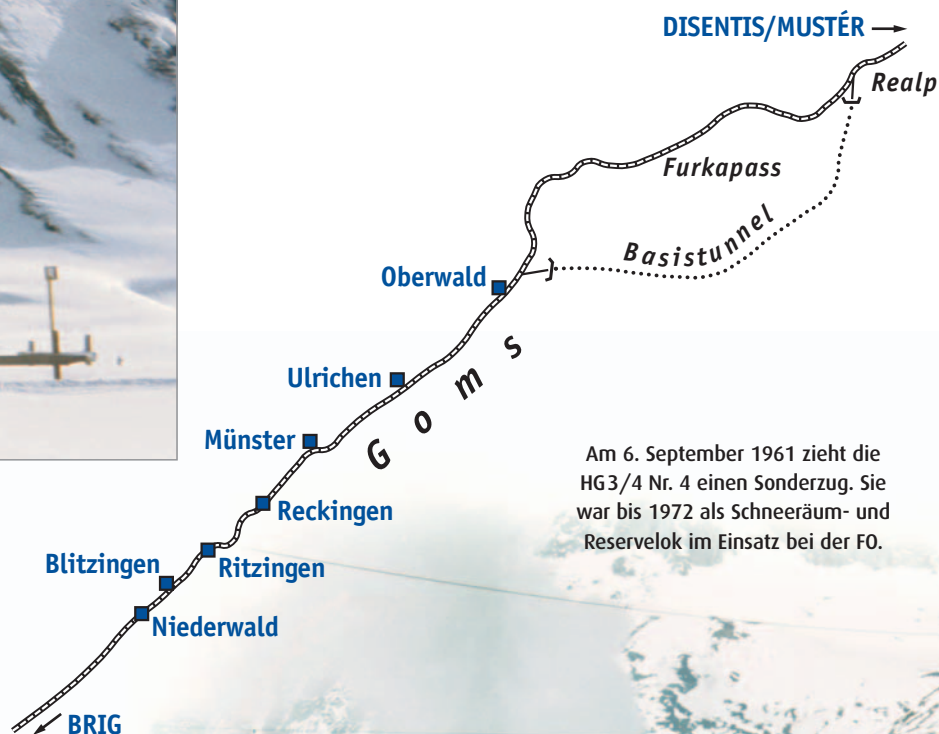 DISENTIS/MUSTÉR
Realp
Furkapass
Basistunnel
Oberwald
Ulrichen
Goms
Münster
Reckingen
Blitzingen
Ritzingen
Niederwald
BRIG
Am 6. September 1961 zieht die
HG3/4 Nr. 4 einen Sonderzug. Sie
war bis 1972 als Schneeräum- und
Reservelok im Einsatz bei der FO.